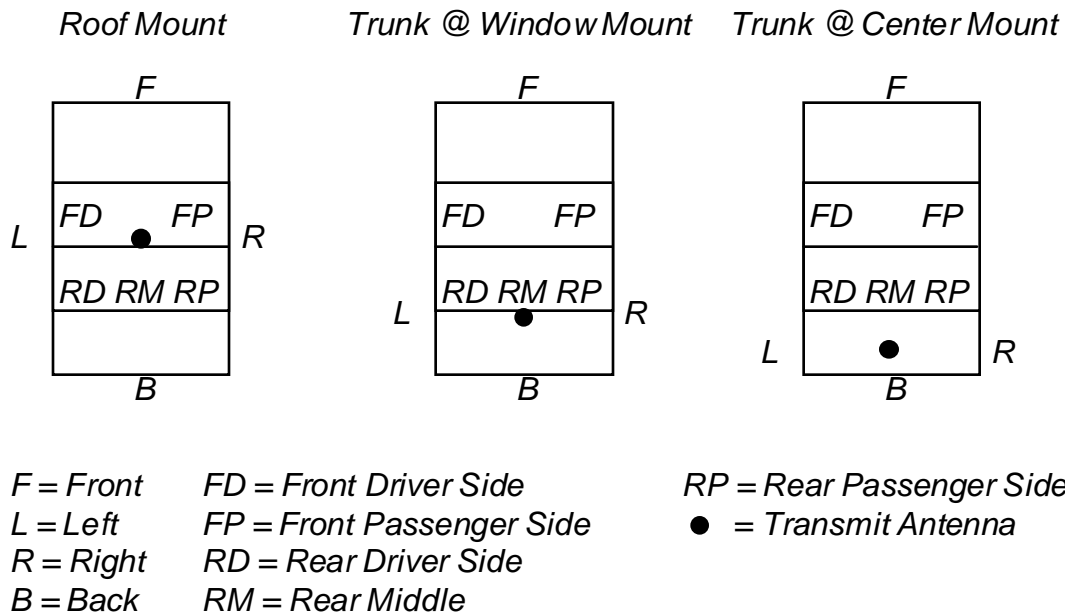 Roof Mount Trunk @ Window Mount Trunk @ Center Mount
F F F
FD FP FD FP FD FP
L R
RD RM RP RD RM RP RD RM RP
L R
L R
B B B
F = Front FD = Front Driver Side RP = Rear Passenger Side
L = Left FP = Front Passenger Side ● = Transmit Antenna
R = Right RD = Rear Driver Side
B = Back RM = Rear Middle